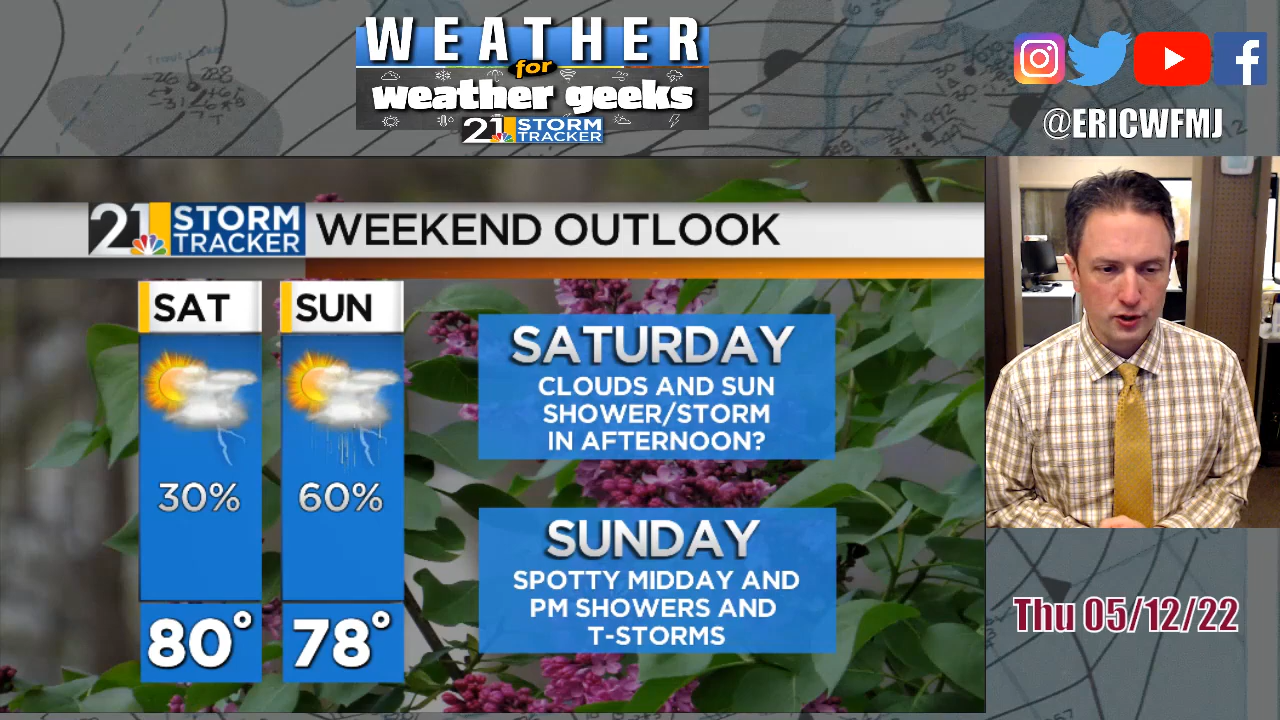 WEATHER
for
weather geeks
21 STORM
TRACKER
@ERICWFMJ
21 STORM
TRACKER
WEEKEND OUTLOOK
SAT
SUN
30%
60%
80°
78°
SATURDAY
CLOUDS AND SUN
SHOWER/STORM
IN AFTERNOON?
SUNDAY
SPOTTY MIDDAY AND
PM SHOWERS AND
T-STORMS
Thu 05/12/22